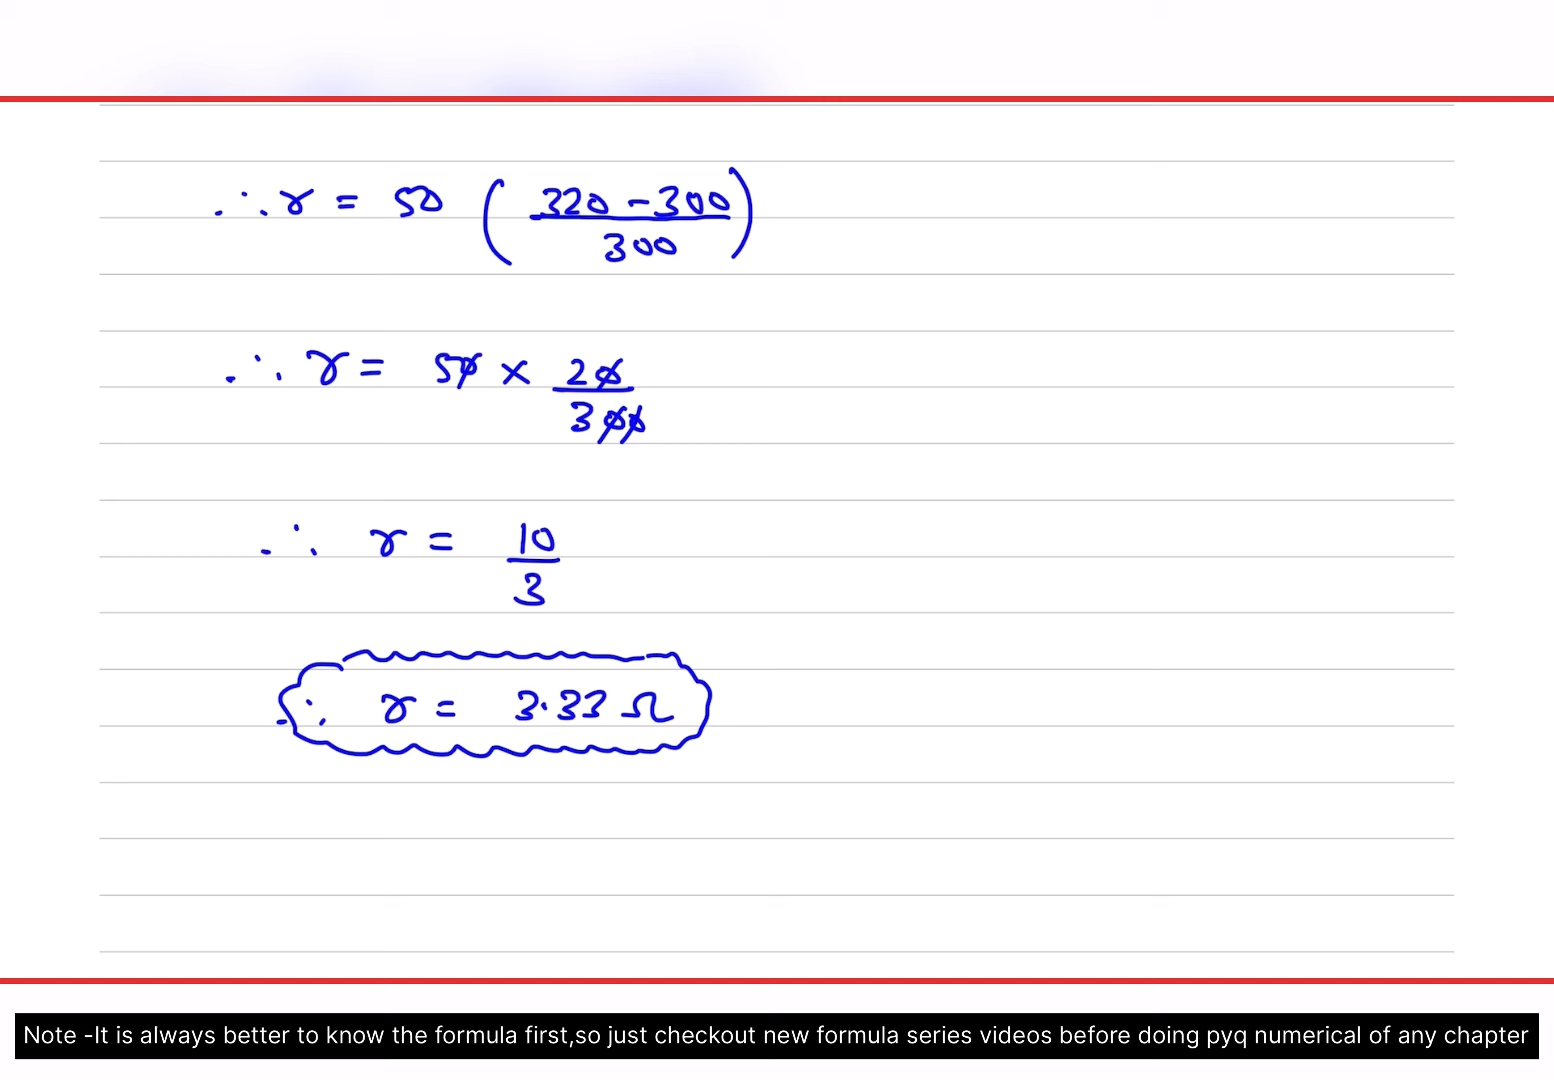 ∴ r = 50 ( (320 - 300) / 300 )
∴ r = 50 × 20 / 300
∴ r = 10 / 3
∴ r = 3.33 Ω
Note -It is always better to know the formula first,so just checkout new formula series videos before doing pyq numerical of any chapter